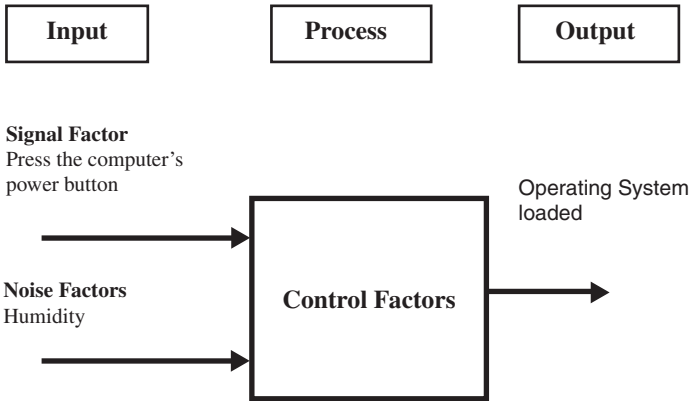 Input
Process
Output
Signal Factor
Press the computer's
power button
Operating System
loaded
Noise Factors
Humidity
Control Factors